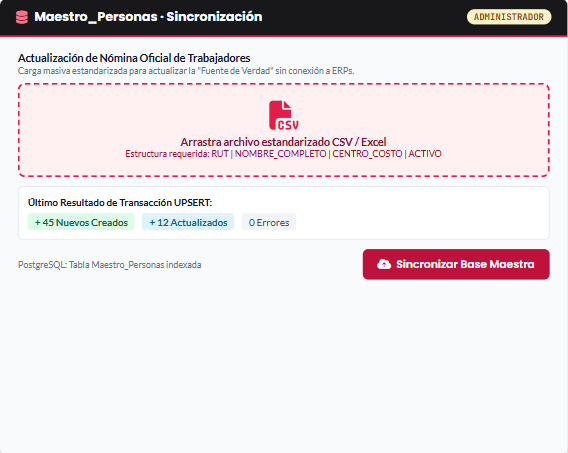 Maestro_Personas · Sincronización
ADMINISTRADOR
Actualización de Nómina Oficial de Trabajadores
Carga masiva estandarizada para actualizar la "Fuente de Verdad" sin conexión a ERPs.
CSV
Arrastra archivo estandarizado CSV / Excel
Estructura requerida: RUT | NOMBRE_COMPLETO | CENTRO_COSTO | ACTIVO
Último Resultado de Transacción UPSERT:
+ 45 Nuevos Creados
+ 12 Actualizados
0 Errores
PostgreSQL: Tabla Maestro_Personas indexada
Sincronizar Base Maestra